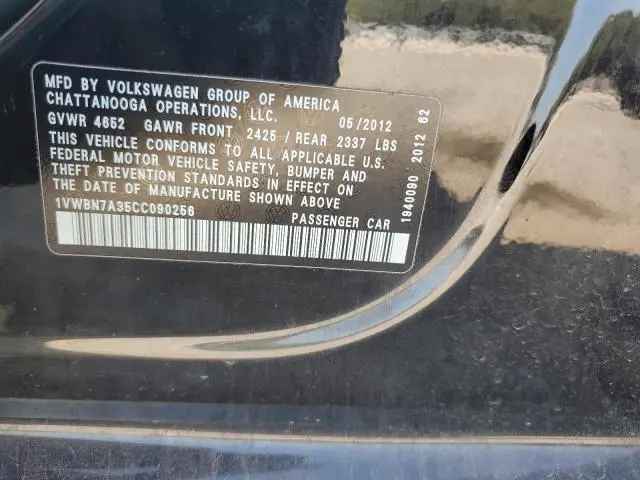 MFD BY VOLKSWAGEN GROUP OF AMERICA
CHATTANOOGA OPERATIONS, LLC. 05/2012
GVWR 4652 GAWR FRONT 2425 / REAR 2337 LBS
THIS VEHICLE CONFORMS TO ALL APPLICABLE U.S.
FEDERAL MOTOR VEHICLE SAFETY, BUMPER AND
THEFT PREVENTION STANDARDS IN EFFECT ON
THE DATE OF MANUFACTURE SHOWN ABOVE
1VWBN7A35CC090256
PASSENGER CAR
1940090 2012 62